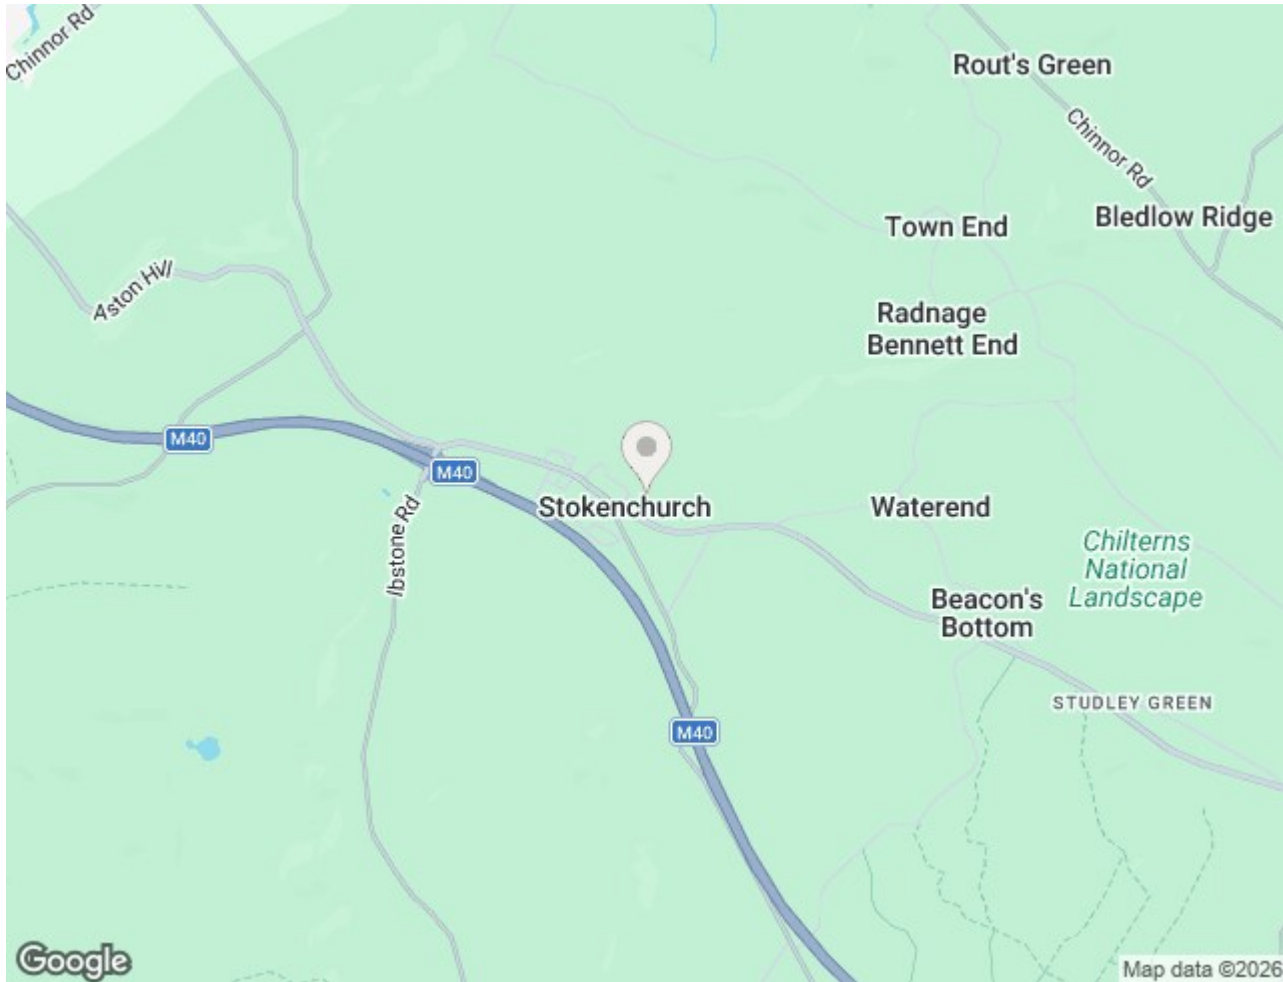 Chinnor Rd
Rout's Green
Chinnor Rd
Bledlow Ridge
Town End
Aston Hill
Radnage
Bennett End
M40
M40
Stokenchurch
Waterend
Ibstone Rd
Chilterns
National
Landscape
Beacon's
Bottom
STUDLEY GREEN
M40
Google
Map data ©2026